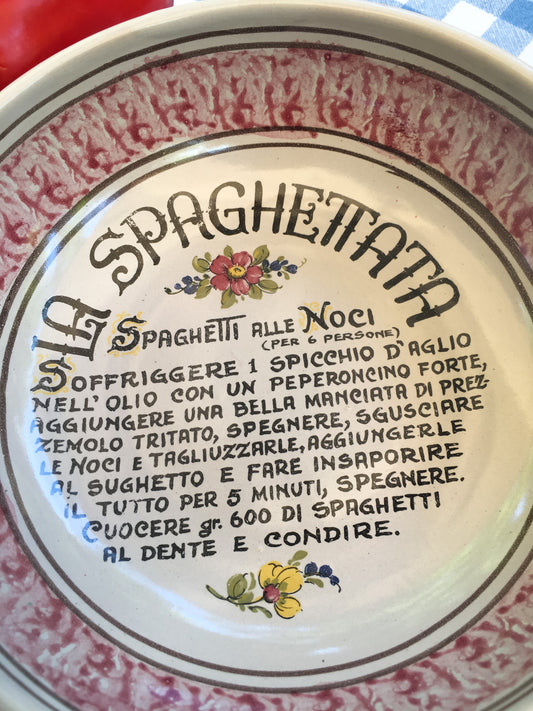 LA SPAGHETTATA
SPAGHETTI ALLE NOCI
(PER 6 PERSONE)
SOFFRIGGERE 1 SPICCHIO D'AGLIO
NELL'OLIO CON UN PEPERONCINO FORTE,
AGGIUNGERE UNA BELLA MANCIATA DI PREZ-
ZEMOLO TRITATO, SPEGNERE, SGUSCIARE
LE NOCI E TAGLIUZZARLE, AGGIUNGERLE
AL SUGHETTO E FARE INSAPORIRE
IL TUTTO PER 5 MINUTI, SPEGNERE.
CUOCERE gr. 600 DI SPAGHETTI
AL DENTE E CONDIRE.